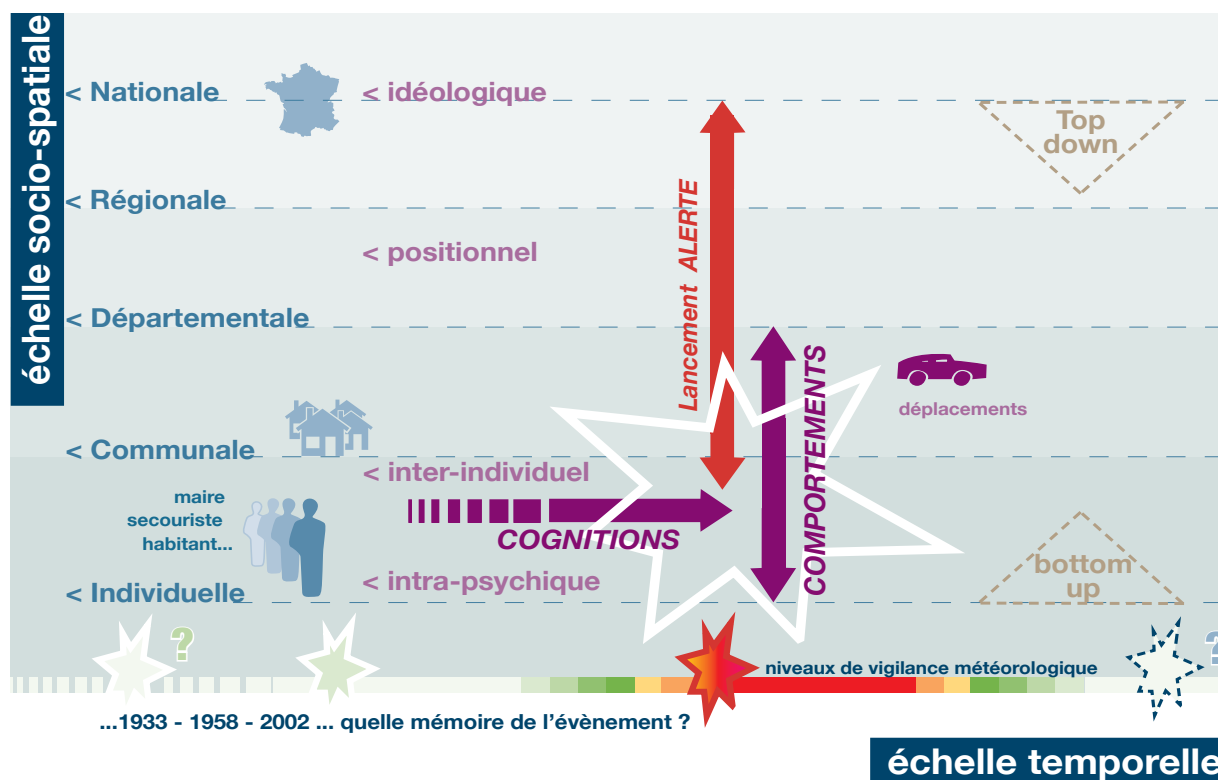 échelle socio-spatiale
< Nationale
< idéologique
Top
down
< Régionale
Lancement ALERTE
< positionnel
< Départementale
COMPORTEMENTS
déplacements
< Communale
< inter-individuel
maire
secouriste
habitant...
COGNITIONS
< Individuelle
< intra-psychique
bottom
up
?
?
niveaux de vigilance météorologique
...1933 - 1958 - 2002 ... quelle mémoire de l’évènement ?
échelle temporelle